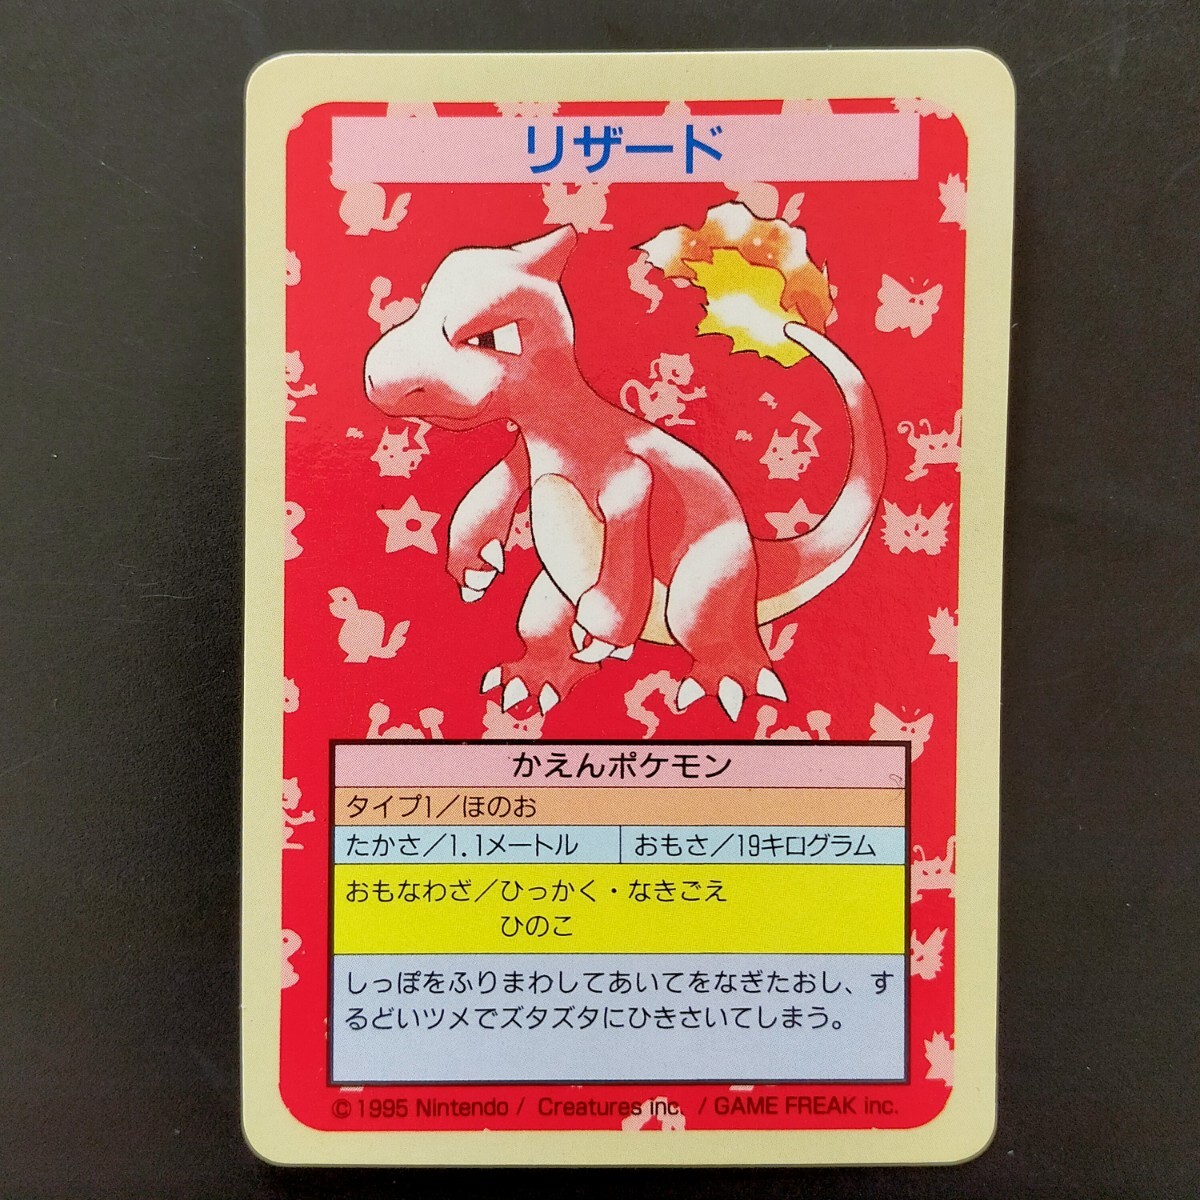 リザード
かえんポケモン
タイプ1／ほのお
たかさ／1.1メートル
おもさ／19キログラム
おもなわざ／ひっかく・なきごえ
ひのこ
しっぽをふりまわしてあいてをなぎたおし、す
るどいツメでズタズタにひきさいてしまう。
©1995 Nintendo / Creatures inc. / GAME FREAK inc.